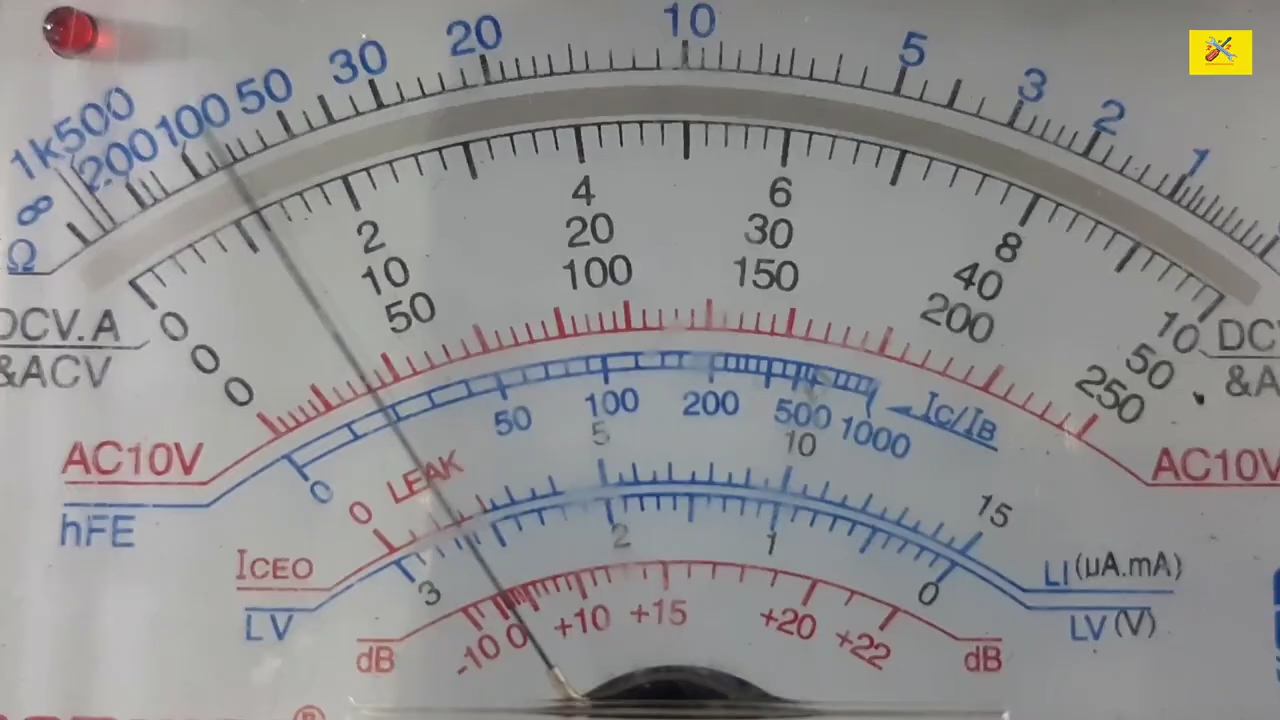 Ω ∞ 1k 500 200 100 50 30 20 10 5 3 2 1
DCV.A
&ACV
0 2 4 6 8 10
0 10 20 30 40 50
0 50 100 150 200 250
DC
&A
AC10V
AC10V
hFE
0 50 100 200 500 1000
IC/IB
ICEO
0 LEAK
5 10 15
LI (μA.mA)
LV
3 2 1 0
LV (V)
dB
-10 0 +10 +15 +20 +22
dB
®